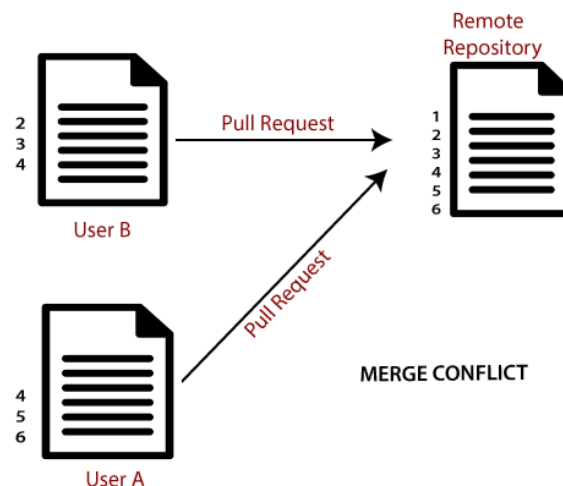 Remote
Repository
2
3
4
Pull Request
1
2
3
4
5
6
User B
Pull Request
4
5
6
MERGE CONFLICT
User A